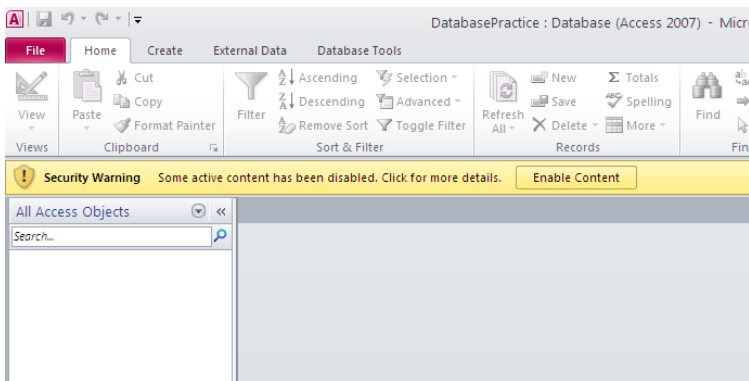 DatabasePractice : Database (Access 2007) -
File Home Create External Data Database Tools
Cut
Copy
Format Painter
View
Paste
Views
Clipboard
Filter
Ascending
Descending
Remove Sort
Selection
Advanced
Toggle Filter
Sort & Filter
Refresh
All
New
Save
Delete
Totals
Spelling
More
Records
Find
Security Warning Some active content has been disabled. Click for more details. Enable Content
All Access Objects
Search...